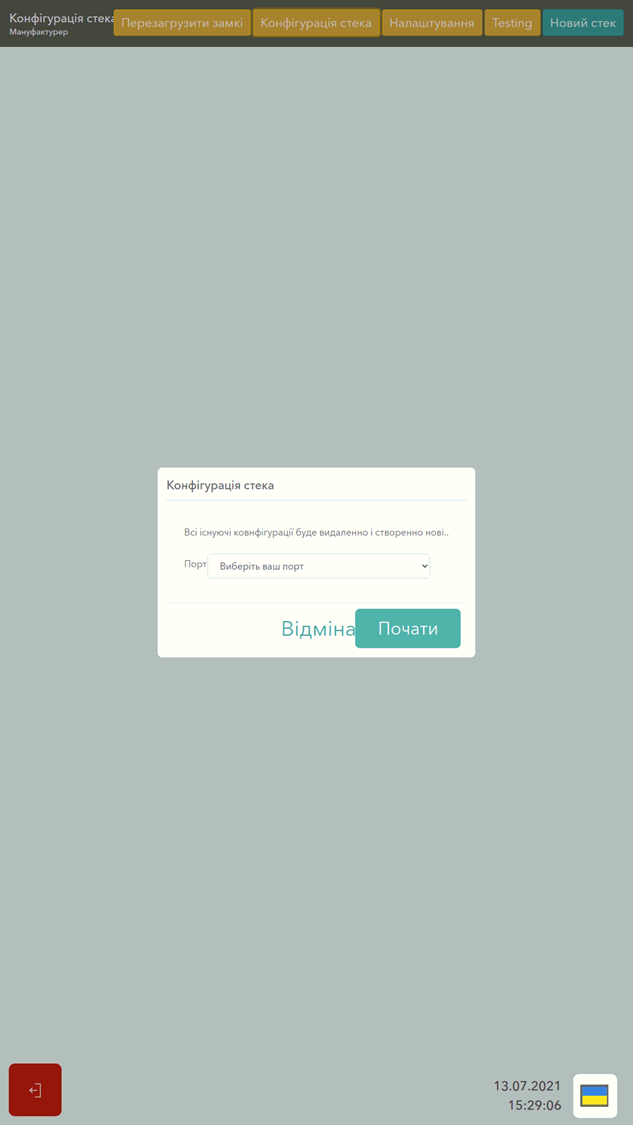 Конфігурація стека
Мануфактурер
Перезагрузити замкі
Конфігурація стека
Налаштування
Testing
Новий стек
Конфігурація стека
Всі існуючі ковнфігурації буде видаленно і створенно нові..
Порт
Виберіть ваш порт
Відміна
Почати
13.07.2021
15:29:06